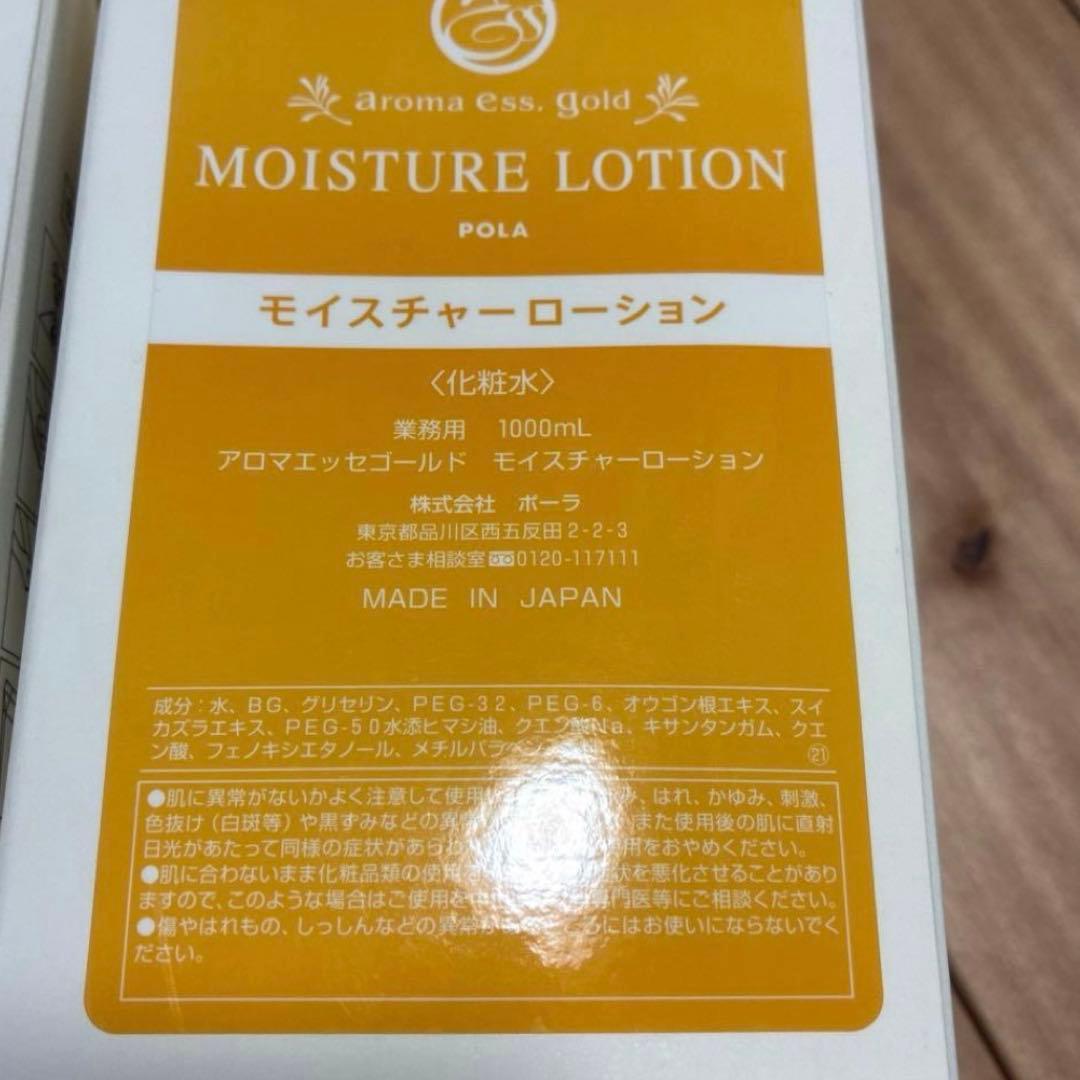 aroma ess. gold
MOISTURE LOTION
POLA
モイスチャーローション
〈化粧水〉
業務用 1000mL
アロマエッセゴールド モイスチャーローション
株式会社 ポーラ
東京都品川区西五反田2-2-3
お客さま相談室 0120-117111
MADE IN JAPAN
成分:水、BG、グリセリン、PEG-32、PEG-6、オウゴン根エキス、スイ
カズラエキス、PEG-50水添ヒマシ油、クエン酸Na、キサンタンガム、クエ
ン酸、フェノキシエタノール、メチルパラベン ㉑
●肌に異常がないかよく注意して使用 、はれ、かゆみ、刺激、
色抜け(白斑等)や黒ずみなどの異常 また使用後の肌に直射
日光があたって同様の症状があらわ 用をおやめください。
●肌に合わないまま化粧品類の使用 状を悪化させることがあり
ますので、このような場合はご使用を 門医等にご相談ください。
●傷やはれもの、しっしんなどの異常が ろにはお使いにならないでく
ださい。